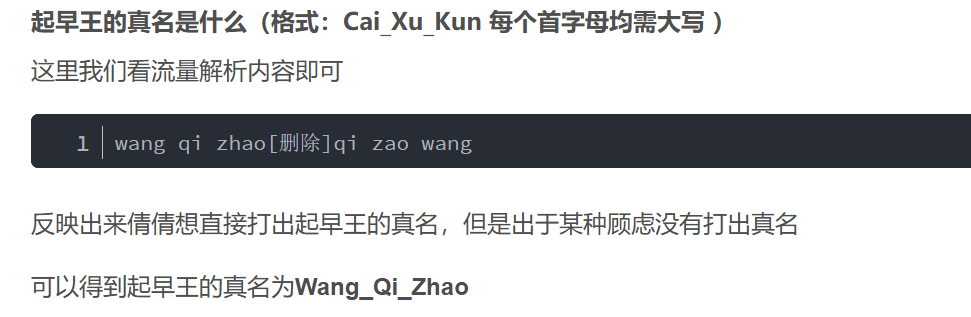 起早王的真名是什么（格式：Cai_Xu_Kun 每个首字母均需大写 ）
这里我们看流量解析内容即可
1 wang qi zhao[删除]qi zao wang
反映出来倩倩想直接打出起早王的真名，但是出于某种顾虑没有打出真名
可以得到起早王的真名为Wang_Qi_Zhao